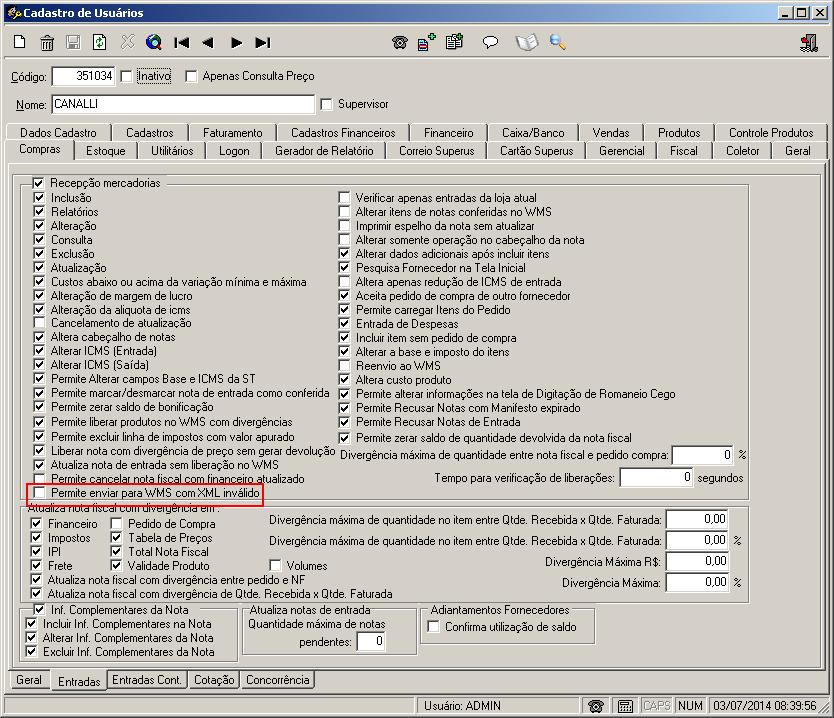 Cadastro de Usuários
Código: 351034 Inativo Apenas Consulta Preço
Nome: CANALLI Supervisor
Dados Cadastro Cadastros Faturamento Cadastros Financeiros Financeiro Caixa/Banco Vendas Produtos Controle Produtos
Compras Estoque Utilitários Logon Gerador de Relatório Correio Superus Cartão Superus Gerencial Fiscal Coletor Geral
Recepção mercadorias
Inclusão
Relatórios
Alteração
Consulta
Exclusão
Atualização
Custos abaixo ou acima da variação mínima e máxima
Alteração de margem de lucro
Alteração da aliquota de icms
Cancelamento de atualização
Altera cabeçalho de notas
Alterar ICMS (Entrada)
Alterar ICMS (Saída)
Permite Alterar campos Base e ICMS da ST
Permite marcar/desmarcar nota de entrada como conferida
Permite zerar saldo de bonificação
Permite liberar produtos no WMS com divergências
Permite excluir linha de impostos com valor apurado
Liberar nota com divergência de preço sem gerar devolução
Atualiza nota de entrada sem liberação no WMS
Permite cancelar nota fiscal com financeiro atualizado
Permite enviar para WMS com XML inválido
Verificar apenas entradas da loja atual
Alterar itens de notas conferidas no WMS
Imprimir espelho da nota sem atualizar
Alterar somente operação no cabeçalho da nota
Alterar dados adicionais após incluir itens
Pesquisa Fornecedor na Tela Inicial
Altera apenas redução de ICMS de entrada
Aceita pedido de compra de outro fornecedor
Permite carregar Itens do Pedido
Entrada de Despesas
Incluir item sem pedido de compra
Alterar a base e imposto do itens
Reenvio ao WMS
Altera custo produto
Permite alterar informações na tela de Digitação de Romaneio Cego
Permite Recusar Notas com Manifesto expirado
Permite Recusar Notas de Entrada
Permite zerar saldo de quantidade devolvida da nota fiscal
Divergência máxima de quantidade entre nota fiscal e pedido compra: 0 %
Tempo para verificação de liberações: 0 segundos
Atualiza nota fiscal com divergência em :
Financeiro Pedido de Compra
Impostos Tabela de Preços
IPI Total Nota Fiscal
Frete Validade Produto Volumes
Atualiza nota fiscal com divergência entre pedido e NF
Atualiza nota fiscal com divergência de Qtde. Recebida x Qtde. Faturada
Divergência máxima de quantidade no item entre Qtde. Recebida x Qtde. Faturada: 0,00
Divergência máxima de quantidade no item entre Qtde. Recebida x Qtde. Faturada: 0,00 %
Divergência Máxima R$: 0,00
Divergência Máxima: 0,00 %
Inf. Complementares da Nota
Incluir Inf. Complementares na Nota
Alterar Inf. Complementares da Nota
Excluir Inf. Complementares da Nota
Atualiza notas de entrada
Quantidade máxima de notas
pendentes: 0
Adiantamentos Fornecedores
Confirma utilização de saldo
Geral Entradas Entradas Cont. Cotação Concorrência
Usuário: ADMIN CAPS NUM 03/07/2014 08:39:56